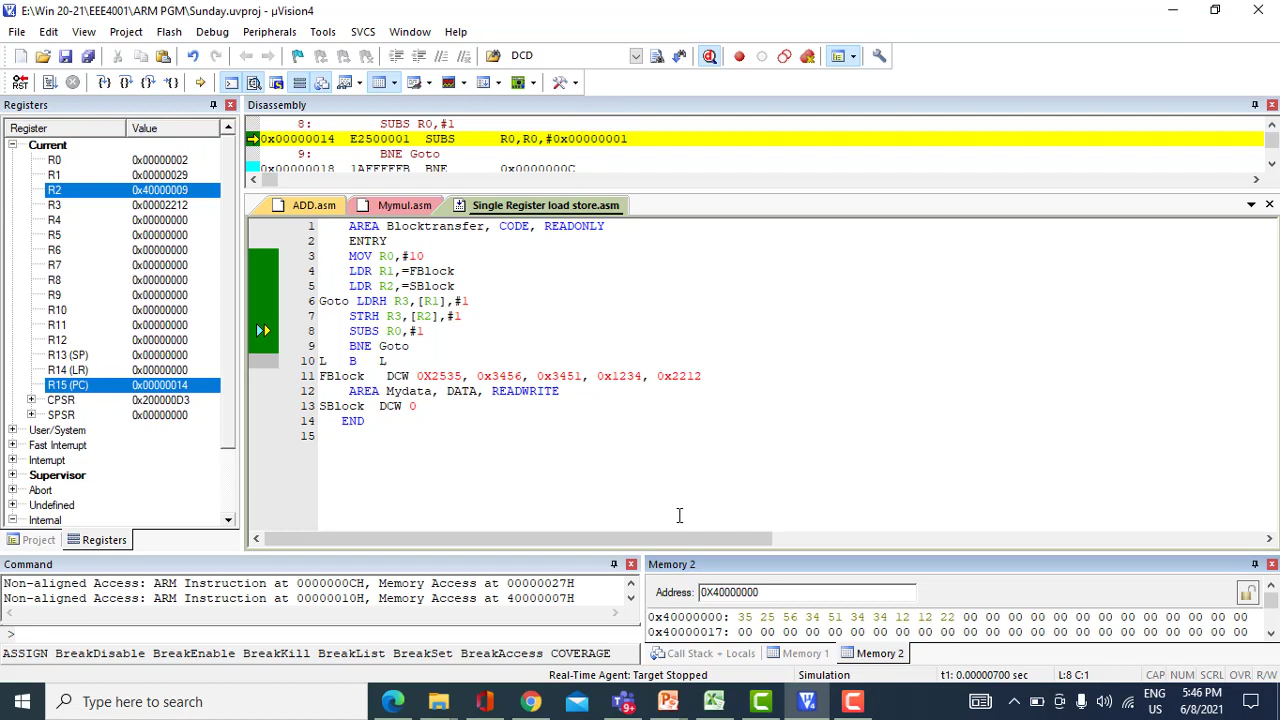 E:\Win 20-21\EEE4001\ARM PGM\Sunday.uvproj - µVision4
File Edit View Project Flash Debug Peripherals Tools SVCS Window Help
DCD
RST
Registers
Register Value
Current
R0 0x00000002
R1 0x00000029
R2 0x40000009
R3 0x00002212
R4 0x00000000
R5 0x00000000
R6 0x00000000
R7 0x00000000
R8 0x00000000
R9 0x00000000
R10 0x00000000
R11 0x00000000
R12 0x00000000
R13 (SP) 0x00000000
R14 (LR) 0x00000000
R15 (PC) 0x00000014
CPSR 0x200000D3
SPSR 0x00000000
User/System
Fast Interrupt
Interrupt
Supervisor
Abort
Undefined
Internal
Project Registers
Disassembly
8: SUBS R0,#1
0x00000014 E2500001 SUBS R0,R0,#0x00000001
9: BNE Goto
0x00000018 1AFFFFFB BNE 0x0000000C
ADD.asm Mymul.asm Single Register load store.asm
1 AREA Blocktransfer, CODE, READONLY
2 ENTRY
3 MOV R0,#10
4 LDR R1,=FBlock
5 LDR R2,=SBlock
6 Goto LDRH R3,[R1],#1
7 STRH R3,[R2],#1
8 SUBS R0,#1
9 BNE Goto
10 L B L
11 FBlock DCW 0X2535, 0x3456, 0x3451, 0x1234, 0x2212
12 AREA Mydata, DATA, READWRITE
13 SBlock DCW 0
14 END
15
Command
Non-aligned Access: ARM Instruction at 0000000CH, Memory Access at 00000027H
Non-aligned Access: ARM Instruction at 00000010H, Memory Access at 40000007H
>
ASSIGN BreakDisable BreakEnable BreakKill BreakList BreakSet BreakAccess COVERAGE
Memory 2
Address: 0X40000000
0x40000000: 35 25 56 34 51 34 34 12 12 22 00 00 00 00 00 00 00 00 00 00 00 00 00
0x40000017: 00 00 00 00 00 00 00 00 00 00 00 00 00 00 00 00 00 00 00 00 00 00 00
Call Stack + Locals Memory 1 Memory 2
Real-Time Agent: Target Stopped Simulation t1: 0.00000700 sec L:8 C:1 CAP NUM SCRL OVR R/W
Type here to search
ENG
US
5:46 PM
6/8/2021